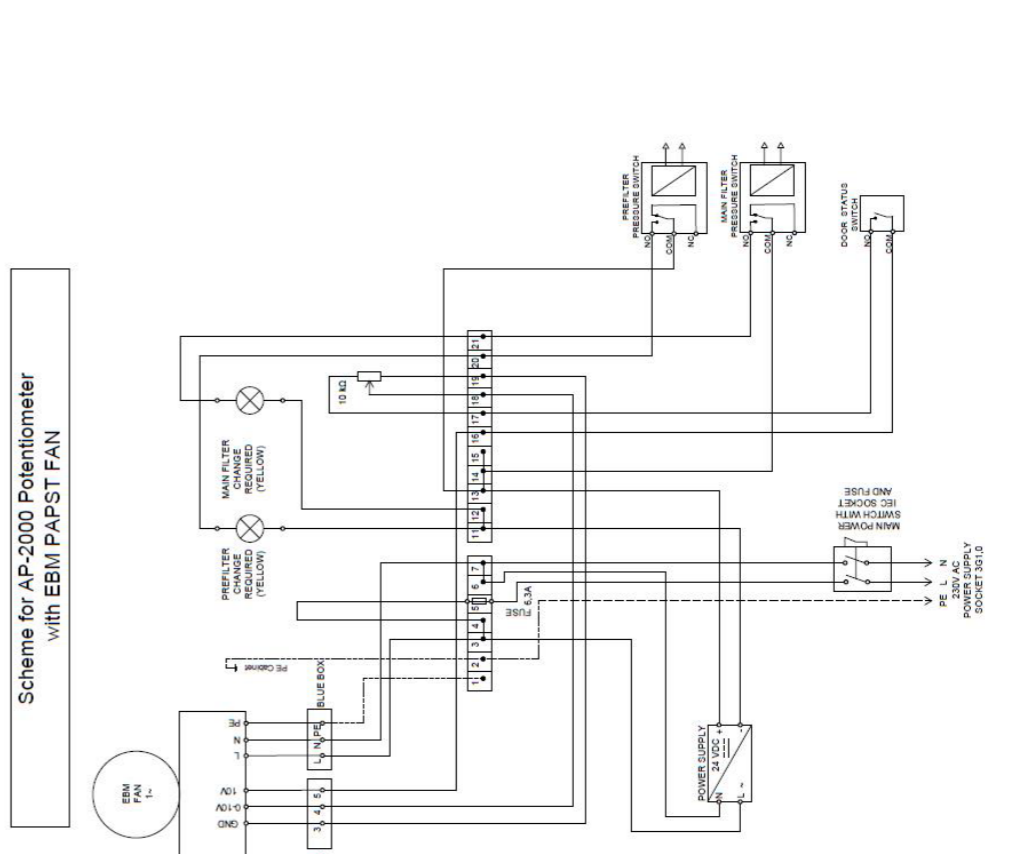 Scheme for AP-2000 Potentiometer
with EBM PAPST FAN
PREFILTER
PRESSURE SWITCH
NO
COM
NC
MAIN FILTER
PRESSURE SWITCH
NO
COM
NC
DOOR STATUS
SWITCH
NO
COM
MAIN FILTER
CHANGE
REQUIRED
(YELLOW)
PREFILTER
CHANGE
REQUIRED
(YELLOW)
10 kΩ
21
20
19
18
17
16
15
14
13
12
11
7
6
5
4
3
2
1
FUSE
6,3A
MAIN POWER
SWITCH WITH
IEC SOCKET
AND FUSE
PE L N
230V AC
POWER SUPPLY
SOCKET 3G1,0
PE Cabinet
BLUE BOX
L N PE
3 4 5
PE
N
L
10V
0-10V
GND
EBM
FAN
1~
POWER SUPPLY
24 VDC
+
-
N
L
~